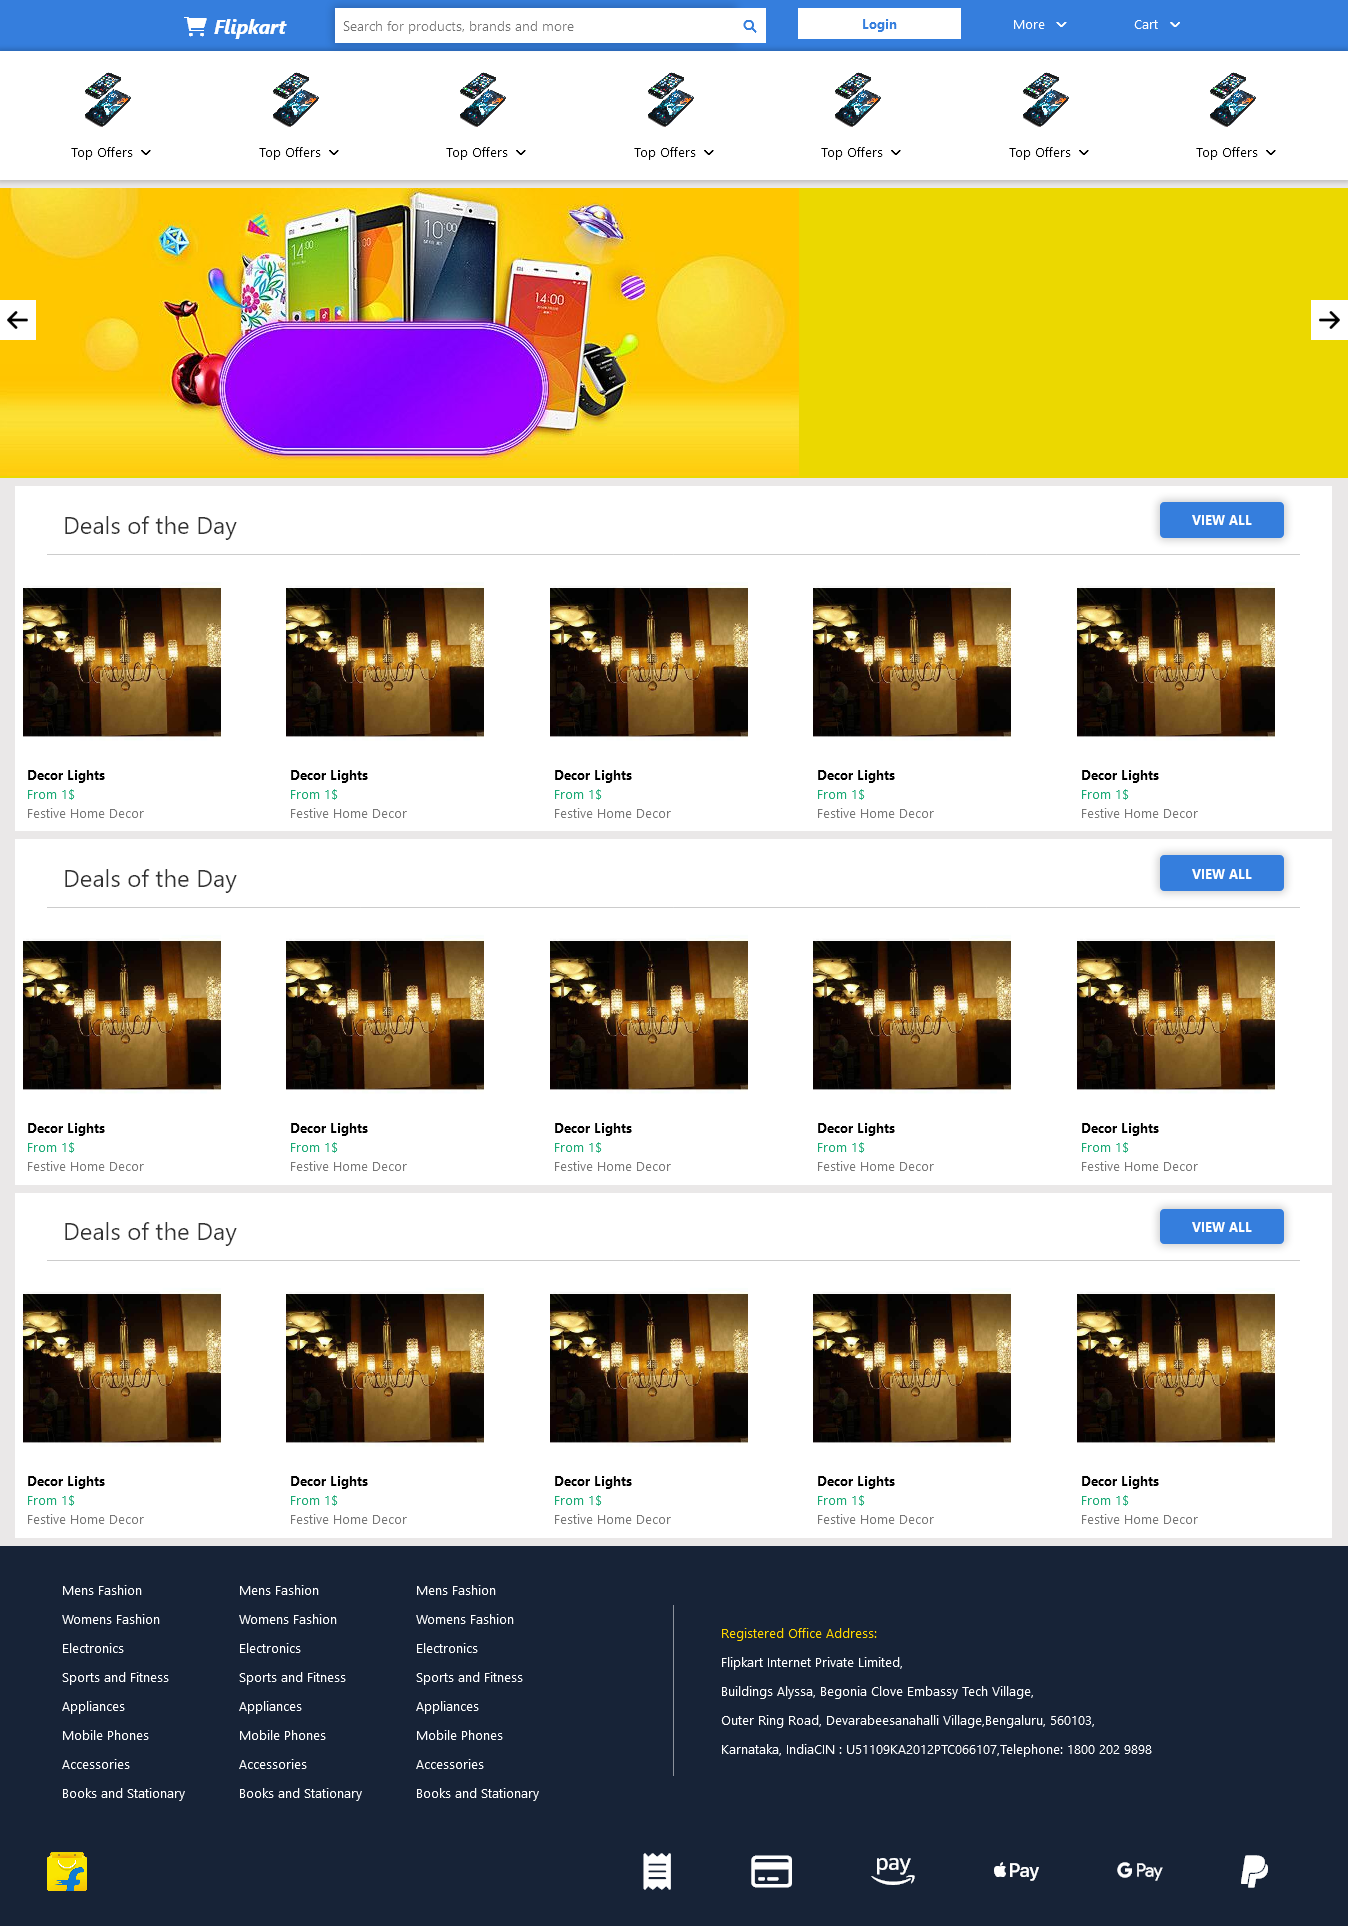 Flipkart
Search for products, brands and more
Login
More
Cart
Top Offers Top Offers Top Offers Top Offers Top Offers Top Offers Top Offers
14:00
10:00
14:00
Deals of the Day
VIEW ALL
Decor Lights Decor Lights Decor Lights Decor Lights Decor Lights
From 1$ From 1$ From 1$ From 1$ From 1$
Festive Home Decor Festive Home Decor Festive Home Decor Festive Home Decor Festive Home Decor
Deals of the Day
VIEW ALL
Decor Lights Decor Lights Decor Lights Decor Lights Decor Lights
From 1$ From 1$ From 1$ From 1$ From 1$
Festive Home Decor Festive Home Decor Festive Home Decor Festive Home Decor Festive Home Decor
Deals of the Day
VIEW ALL
Decor Lights Decor Lights Decor Lights Decor Lights Decor Lights
From 1$ From 1$ From 1$ From 1$ From 1$
Festive Home Decor Festive Home Decor Festive Home Decor Festive Home Decor Festive Home Decor
Mens Fashion Mens Fashion Mens Fashion
Womens Fashion Womens Fashion Womens Fashion
Electronics Electronics Electronics
Sports and Fitness Sports and Fitness Sports and Fitness
Appliances Appliances Appliances
Mobile Phones Mobile Phones Mobile Phones
Accessories Accessories Accessories
Books and Stationary Books and Stationary Books and Stationary
Registered Office Address:
Flipkart Internet Private Limited,
Buildings Alyssa, Begonia Clove Embassy Tech Village,
Outer Ring Road, Devarabeesanahalli Village,Bengaluru, 560103,
Karnataka, IndiaCIN : U51109KA2012PTC066107,Telephone: 1800 202 9898
pay
Pay
G Pay